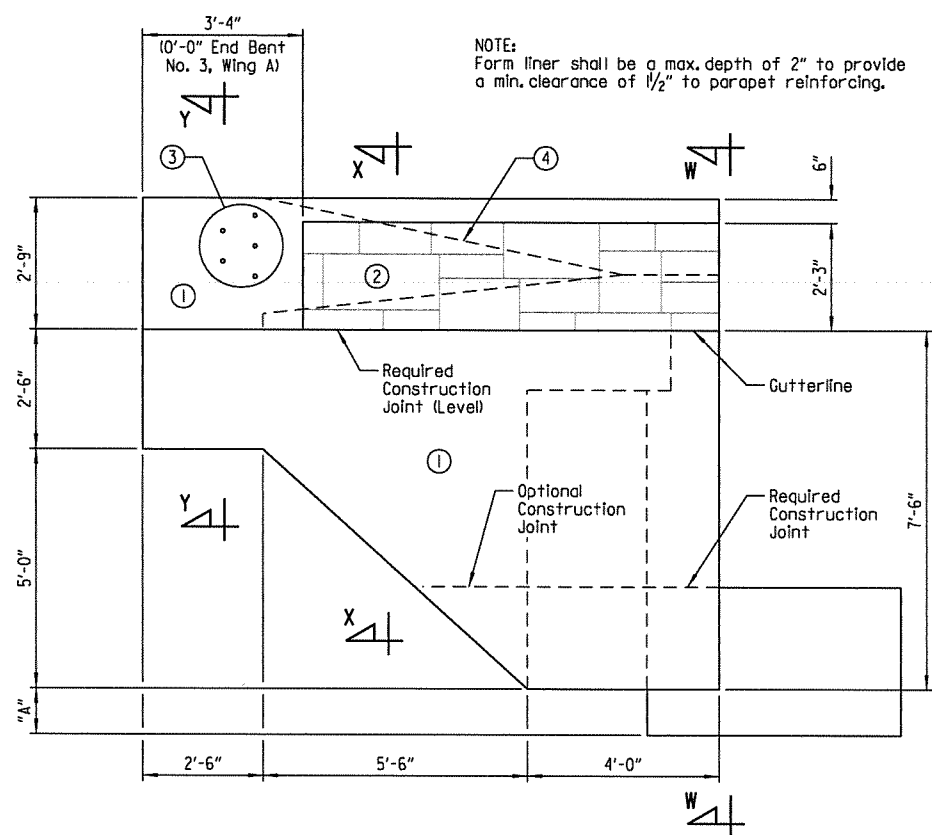 3'-4"
(0'-0" End Bent
No. 3, Wing A)
NOTE:
Form liner shall be a max. depth of 2" to provide
a min. clearance of 1½" to parapet reinforcing.
Y
X
W
3
4
6"
2'-9"
2'-3"
1
2
Required
Construction
Joint (Level)
Gutterline
2'-6"
1
Y
Optional
Construction
Joint
Required
Construction
Joint
7'-6"
5'-0"
X
"A"
2'-6"
5'-6"
4'-0"
W